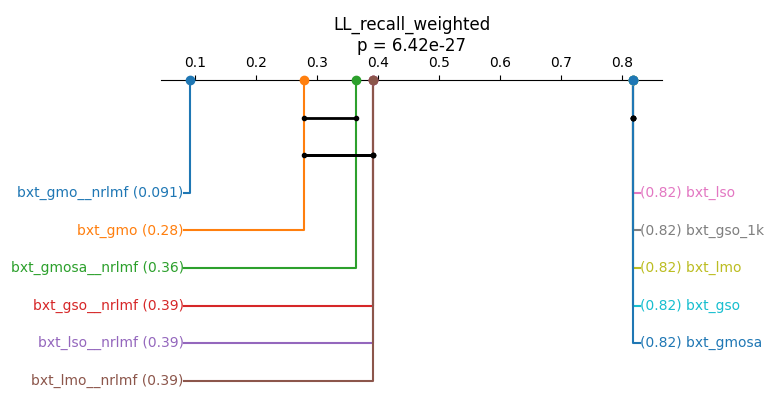 LL_recall_weighted
p = 6.42e-27
0.1 0.2 0.3 0.4 0.5 0.6 0.7 0.8
bxt_gmo__nrlmf (0.091) (0.82) bxt_lso
bxt_gmo (0.28) (0.82) bxt_gso_1k
bxt_gmosa__nrlmf (0.36) (0.82) bxt_lmo
bxt_gso__nrlmf (0.39) (0.82) bxt_gso
bxt_lso__nrlmf (0.39) (0.82) bxt_gmosa
bxt_lmo__nrlmf (0.39)